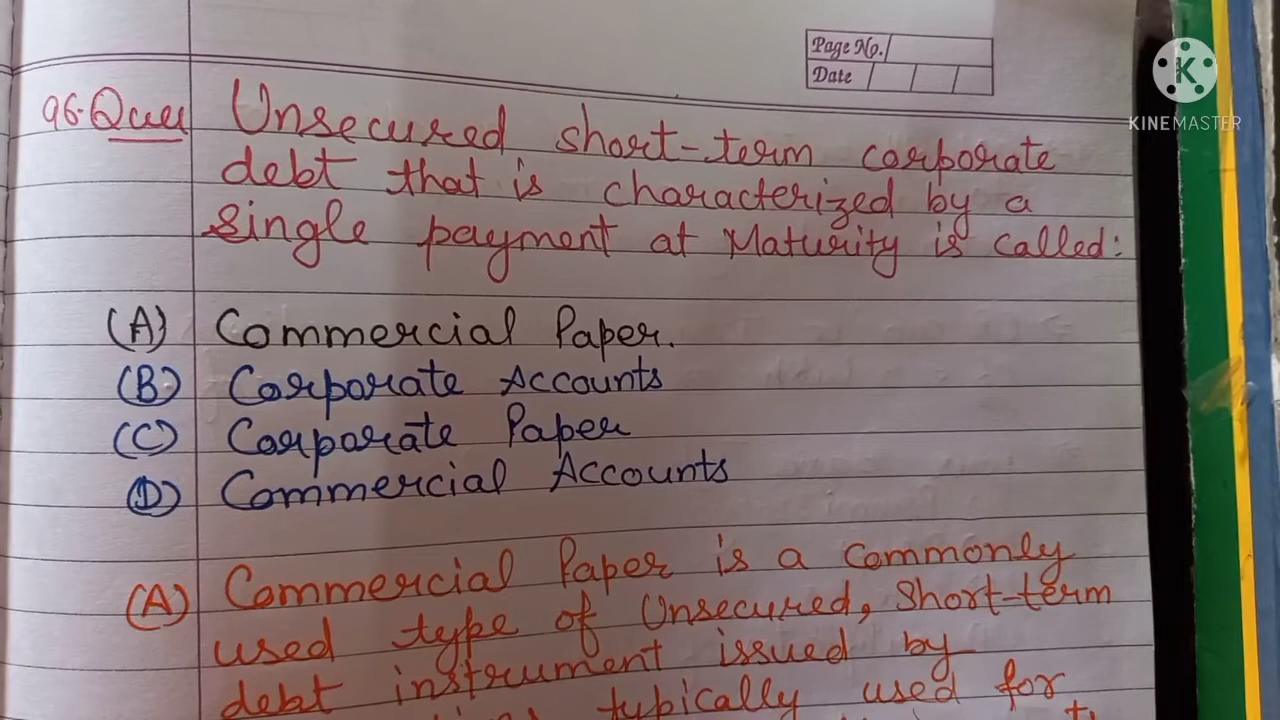 Page No.
Date
KINEMASTER
96. Ques Unsecured short-term corporate
debt that is characterized by a
single payment at Maturity is called:
(A) Commercial Paper.
(B) Corporate Accounts
(C) Corporate Paper
(D) Commercial Accounts
(A) Commercial Paper is a commonly
used type of Unsecured, Short-term
debt instrument issued by
typically used for